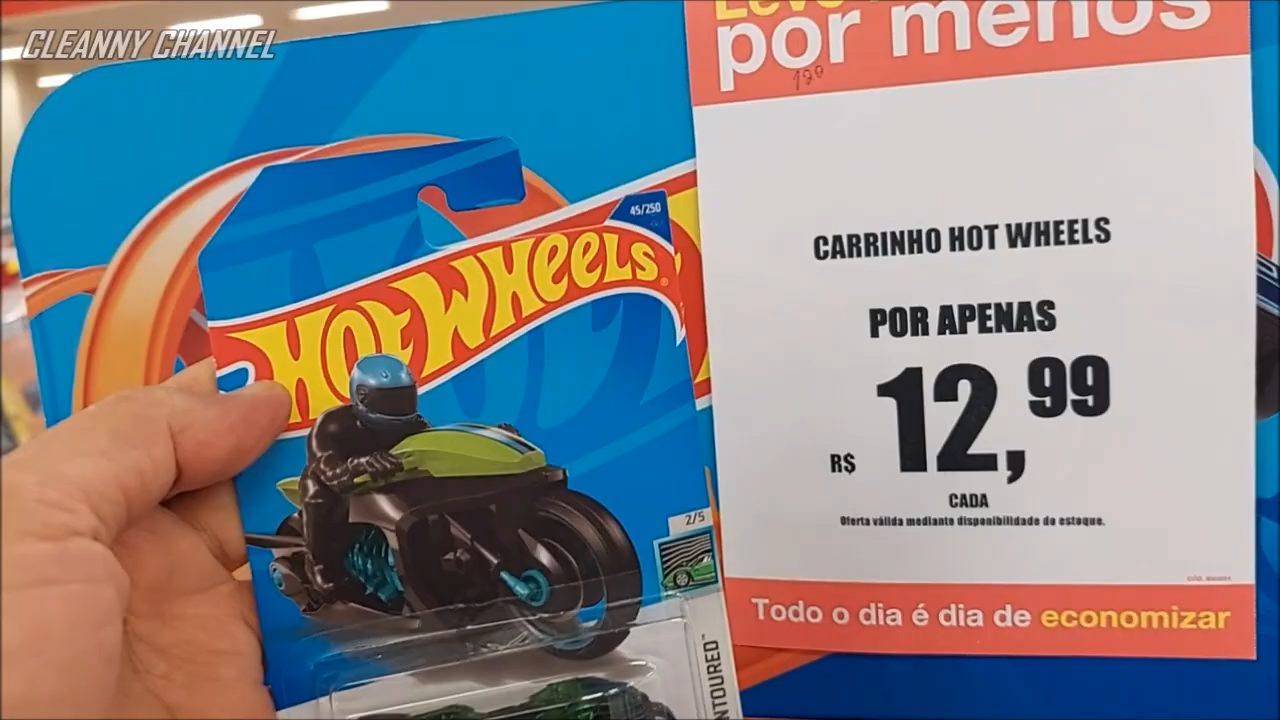 CLEANNY CHANNEL
por menos
120
45/250
HOT WHEELS
CARRINHO HOT WHEELS
POR APENAS
R$ 12,99
CADA
Oferta válida mediante disponibilidade do estoque.
2/5
Todo o dia é dia de economizar